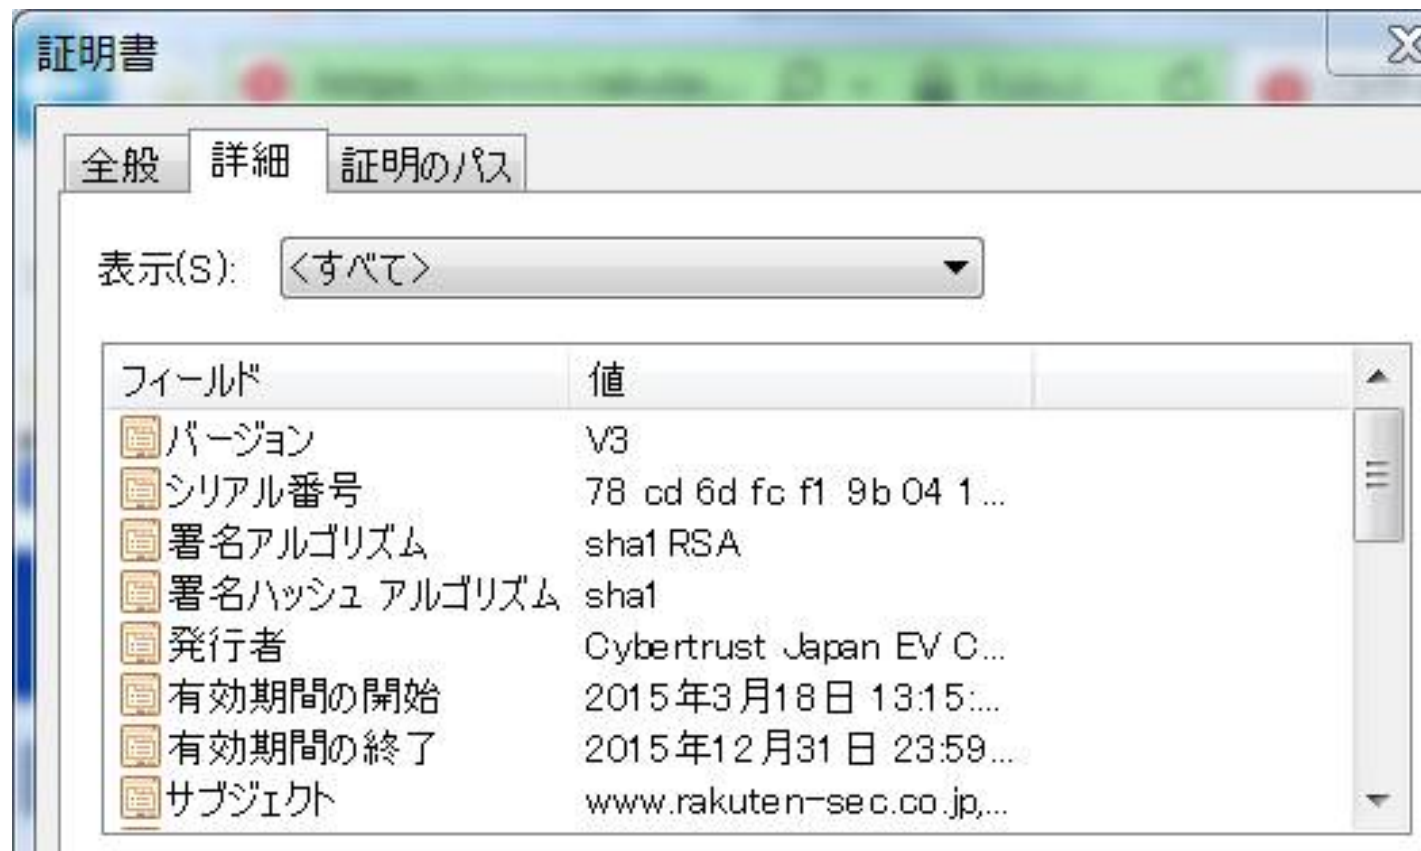 証明書
全般 詳細 証明のパス
表示(S): <すべて>
フィールド 値
バージョン V3
シリアル番号 78 cd 6d fc f1 9b 04 1...
署名アルゴリズム sha1RSA
署名ハッシュ アルゴリズム sha1
発行者 Cybertrust Japan EV C...
有効期間の開始 2015年3月18日 13:15:...
有効期間の終了 2015年12月31日 23:59...
サブジェクト www.rakuten-sec.co.jp,...